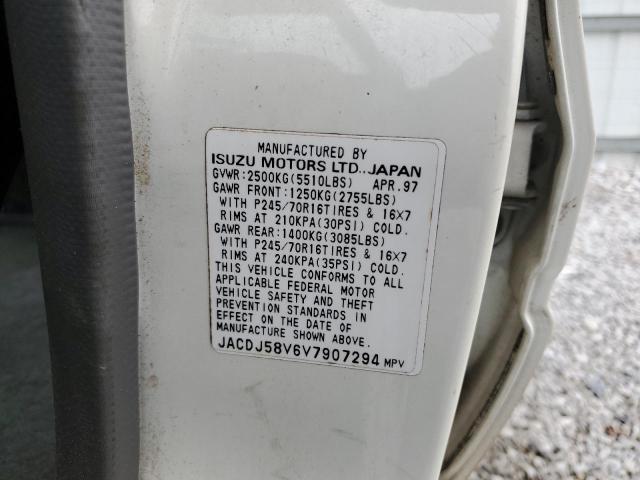 MANUFACTURED BY
ISUZU MOTORS LTD., JAPAN
GVWR:2500KG(5510LBS) APR.97
GAWR FRONT:1250KG(2755LBS)
WITH P245/70R16TIRES & 16X7
RIMS AT 210KPA(30PSI) COLD.
GAWR REAR:1400KG(3085LBS)
WITH P245/70R16TIRES & 16X7
RIMS AT 240KPA(35PSI) COLD.
THIS VEHICLE CONFORMS TO ALL
APPLICABLE FEDERAL MOTOR
VEHICLE SAFETY AND THEFT
PREVENTION STANDARDS IN
EFFECT ON THE DATE OF
MANUFACTURE SHOWN ABOVE.
JACDJ58V6V7907294 MPV